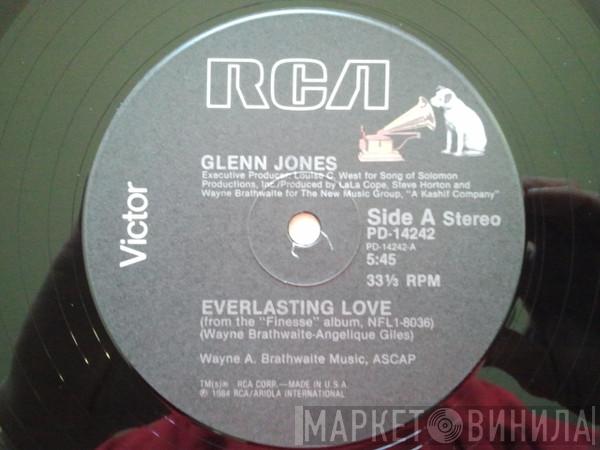 RCA
Victor
GLENN JONES
Executive Producer: Louise C. West for Song of Solomon
Productions, Inc./Produced by LaLa Cope, Steve Horton and
Wayne Brathwaite for The New Music Group, "A Kashif Company"
Side A Stereo
PD-14242
PD-14242-A
5:45
33⅓ RPM
EVERLASTING LOVE
(from the "Finesse" album, NFL1-8036)
(Wayne Brathwaite-Angelique Giles)
Wayne A. Brathwaite Music, ASCAP
TM(s)® RCA CORP.—MADE IN U.S.A.
℗ 1984 RCA/ARIOLA INTERNATIONAL
МАРКЕТ ВИНИЛА